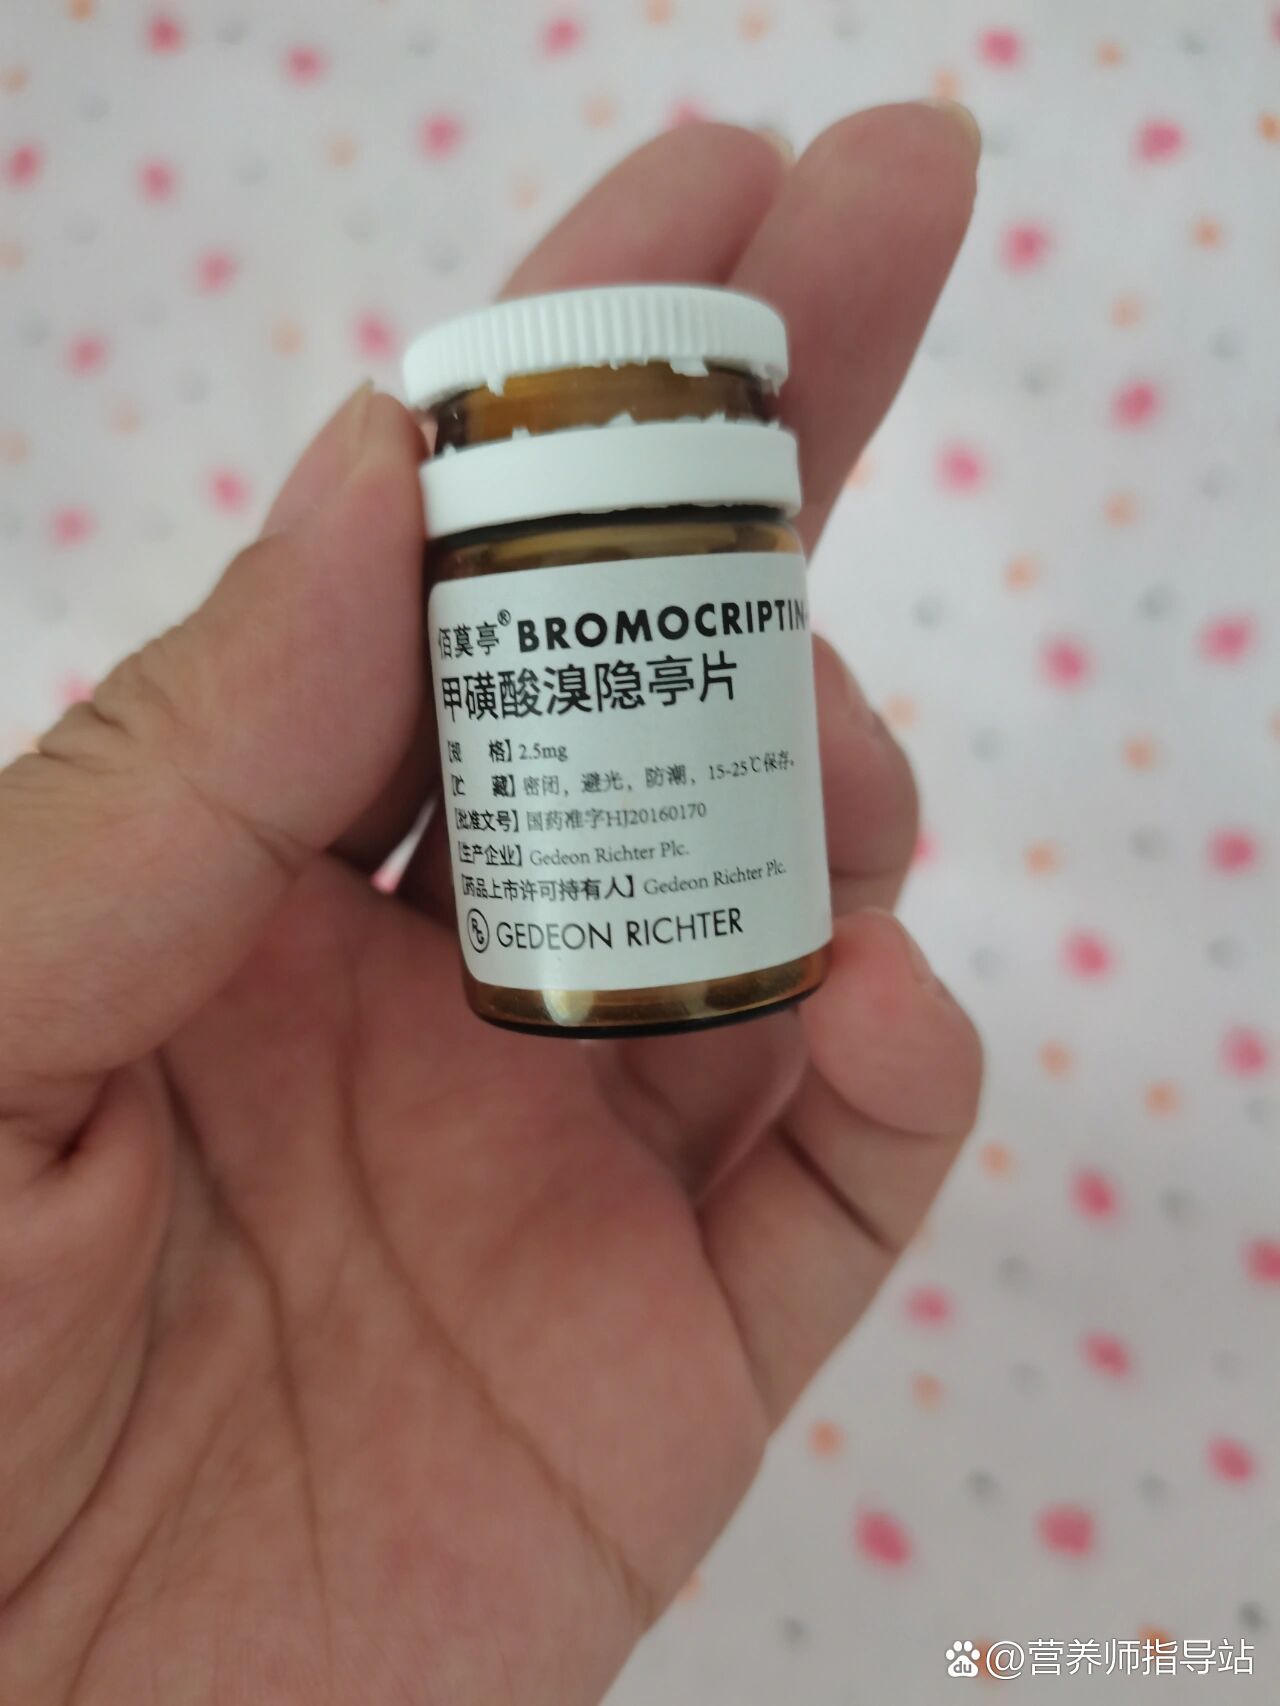 佰莫亭® BROMOCRIPTIN
甲磺酸溴隐亭片
【规 格】2.5mg
【贮 藏】密闭，避光，防潮，15-25℃保存。
【批准文号】国药准字HJ20160170
【生产企业】Gedeon Richter Plc.
【药品上市许可持有人】Gedeon Richter Plc.
RG GEDEON RICHTER
Bai du @营养师指导站